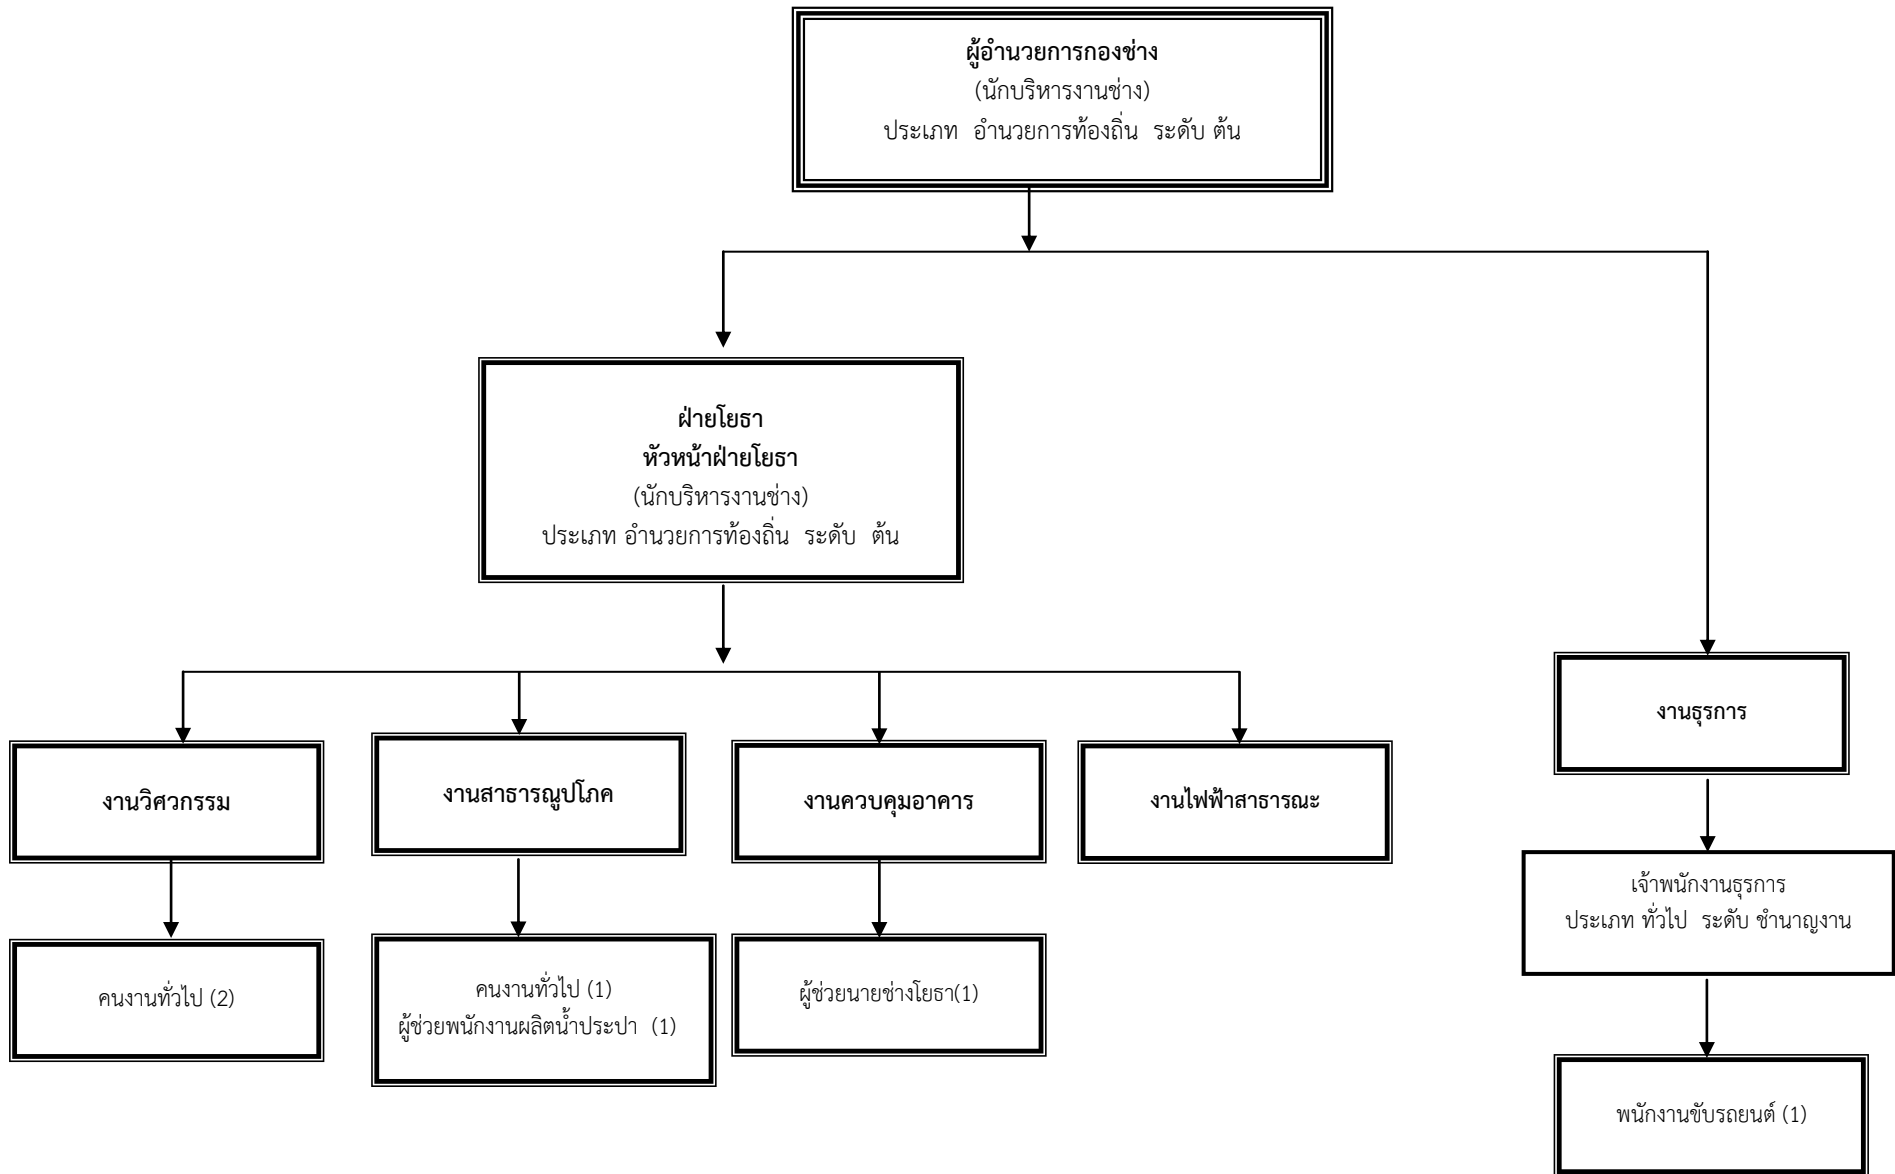 ผู้อำนวยการกองช่าง
(นักบริหารงานช่าง)
ประเภท อำนวยการท้องถิ่น ระดับ ต้น
ฝ่ายโยธา
หัวหน้าฝ่ายโยธา
(นักบริหารงานช่าง)
ประเภท อำนวยการท้องถิ่น ระดับ ต้น
งานธุรการ
งานวิศวกรรม
งานสาธารณูปโภค
งานควบคุมอาคาร
งานไฟฟ้าสาธารณะ
เจ้าพนักงานธุรการ
ประเภท ทั่วไป ระดับ ชำนาญงาน
คนงานทั่วไป (2)
คนงานทั่วไป (1)
ผู้ช่วยพนักงานผลิตน้ำประปา (1)
ผู้ช่วยนายช่างโยธา(1)
พนักงานขับรถยนต์ (1)